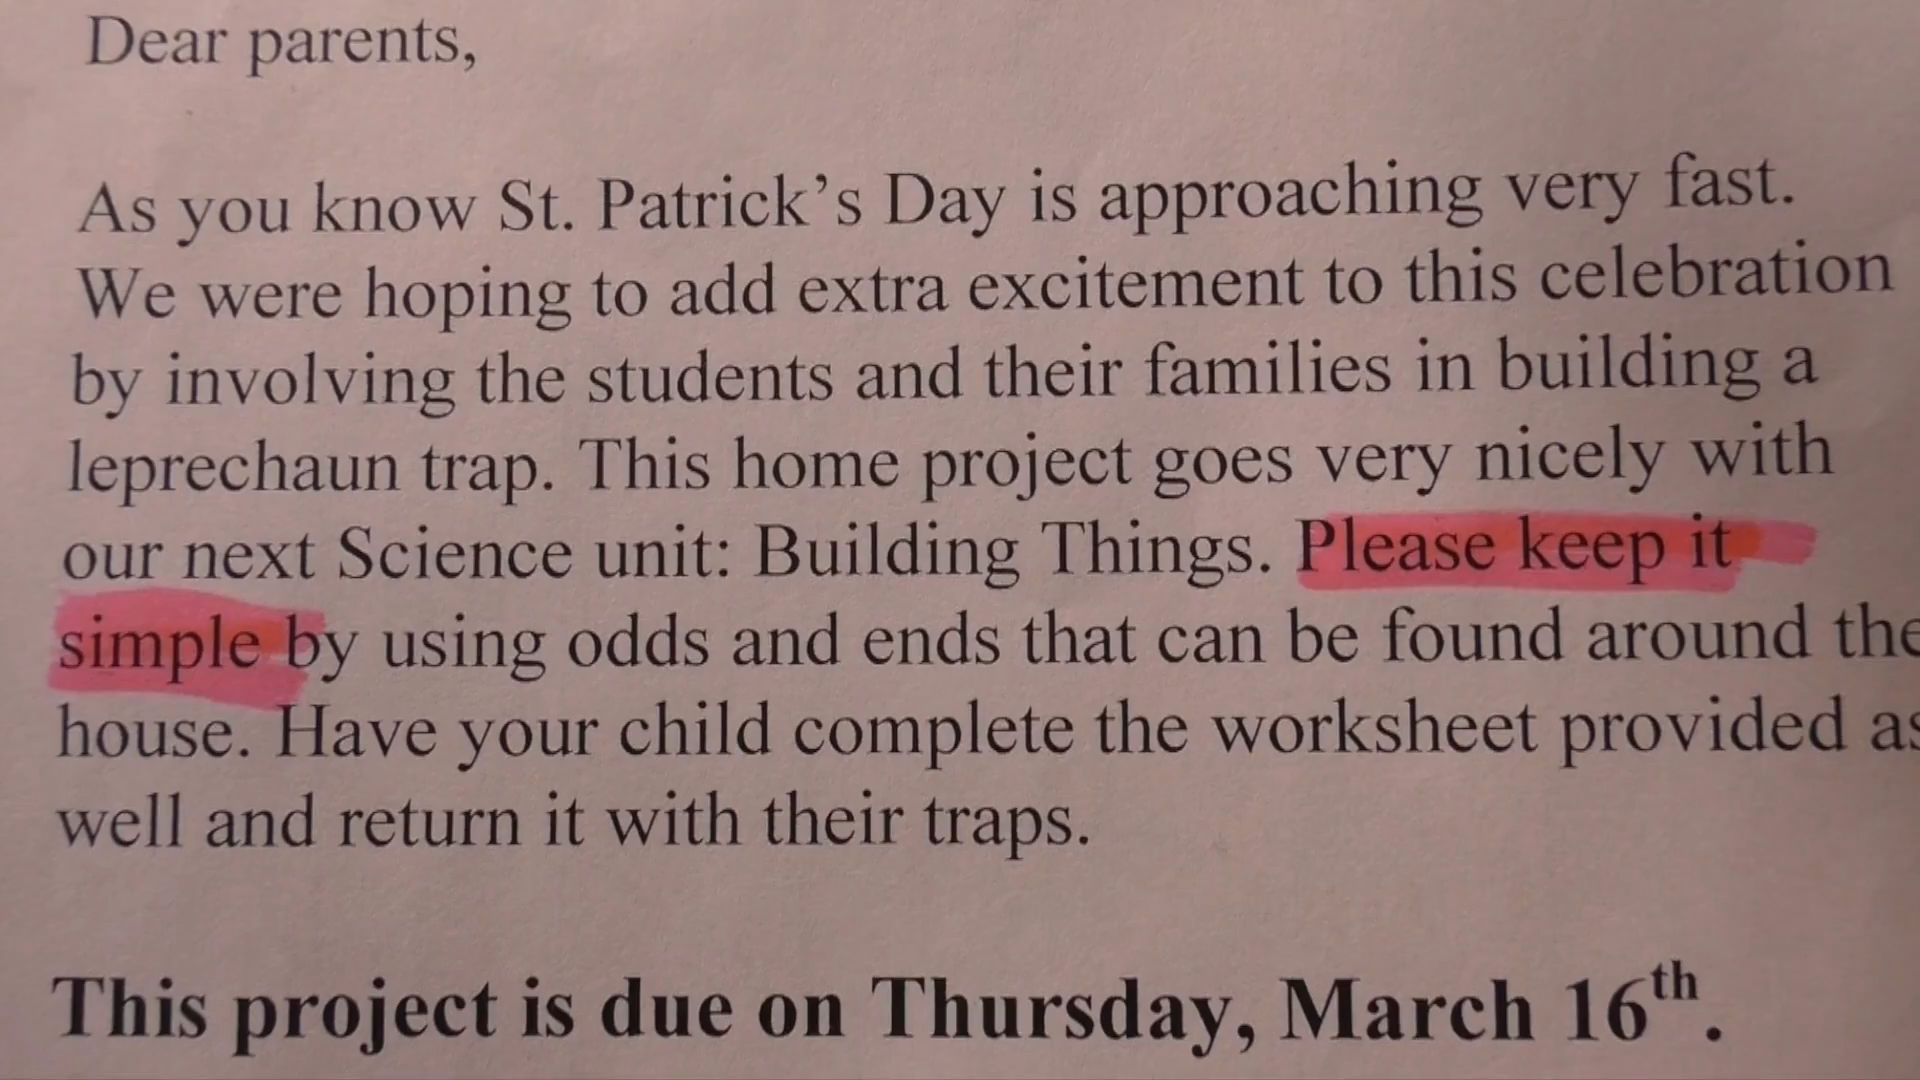 Dear parents,
As you know St. Patrick's Day is approaching very fast.
We were hoping to add extra excitement to this celebration
by involving the students and their families in building a
leprechaun trap. This home project goes very nicely with
our next Science unit: Building Things. Please keep it
simple by using odds and ends that can be found around the
house. Have your child complete the worksheet provided as
well and return it with their traps.
This project is due on Thursday, March 16th.